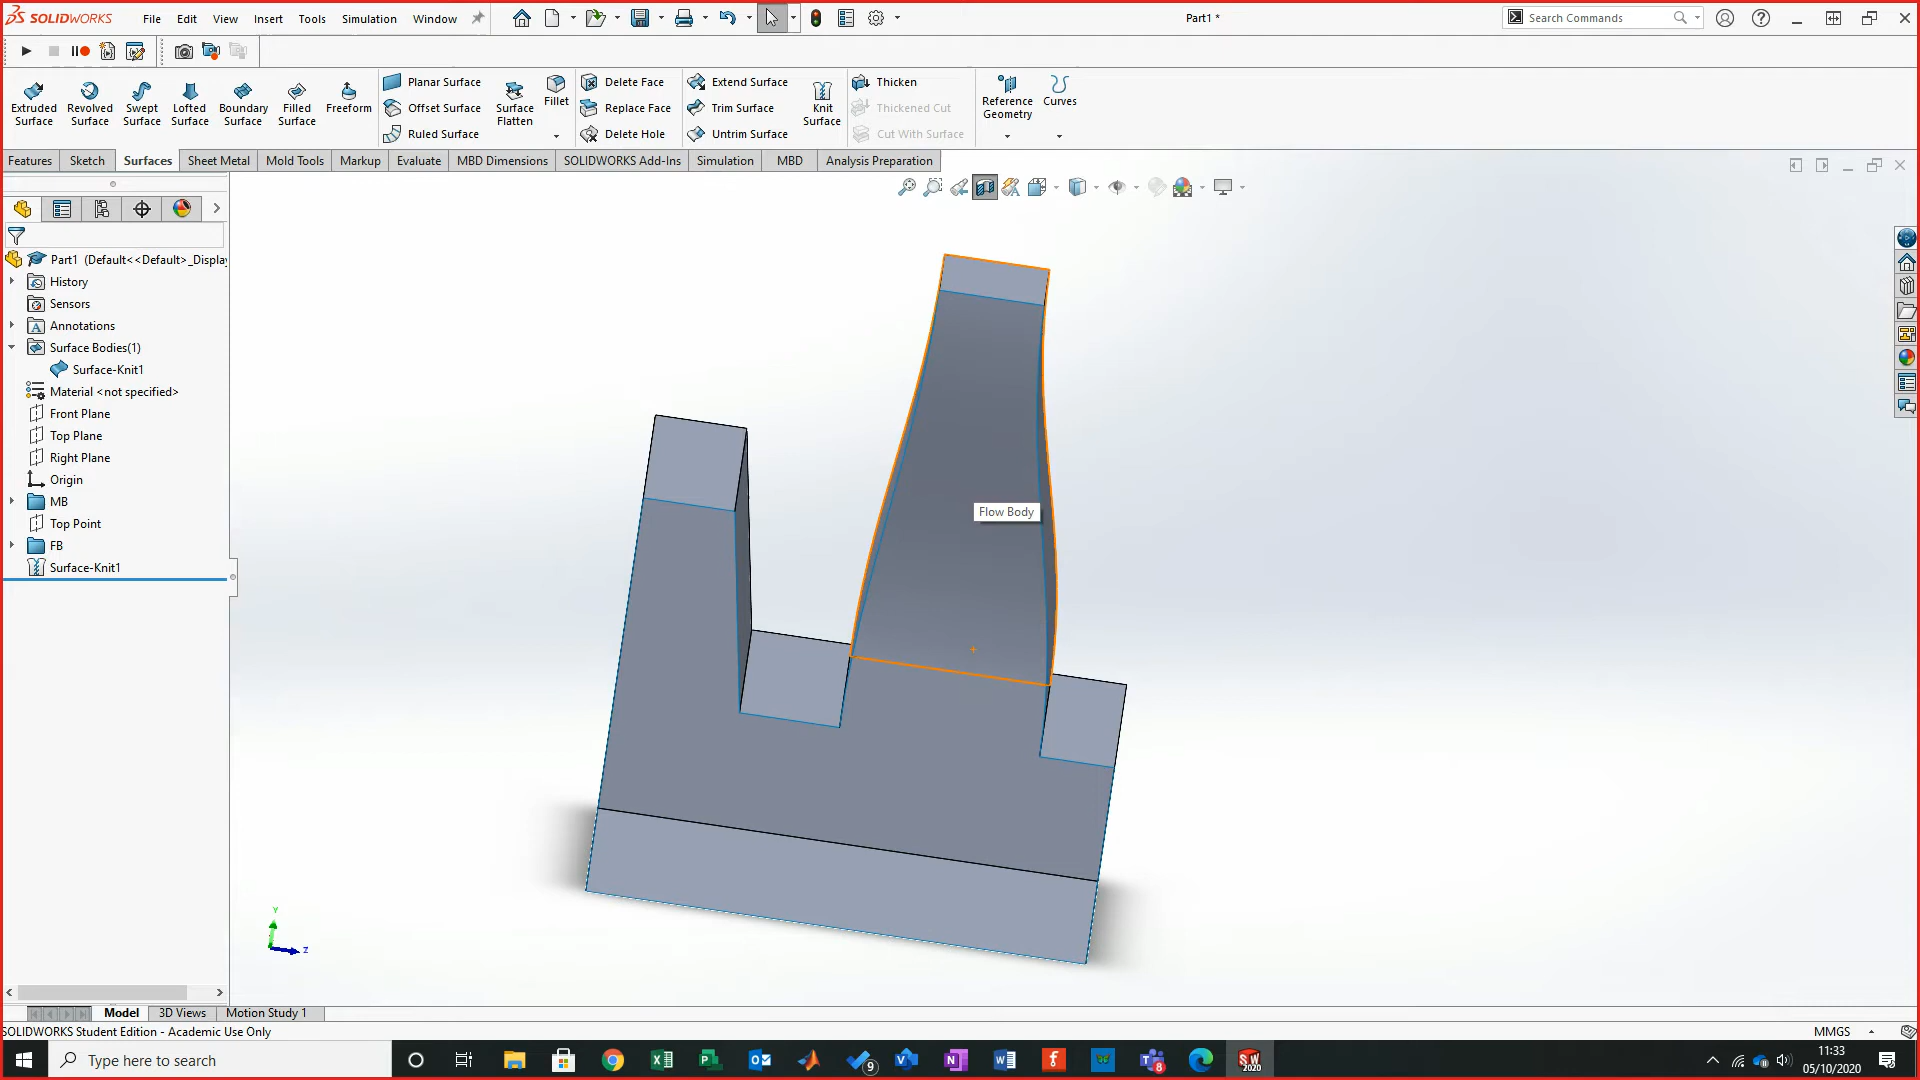 SOLIDWORKS File Edit View Insert Tools Simulation Window Part1 * Search Commands
Extruded Surface
Revolved Surface
Swept Surface
Lofted Surface
Boundary Surface
Filled Surface
Freeform
Planar Surface
Offset Surface
Ruled Surface
Surface Flatten
Fillet
Delete Face
Replace Face
Delete Hole
Extend Surface
Trim Surface
Untrim Surface
Knit Surface
Thicken
Thickened Cut
Cut With Surface
Reference Geometry
Curves
Features Sketch Surfaces Sheet Metal Mold Tools Markup Evaluate MBD Dimensions SOLIDWORKS Add-Ins Simulation MBD Analysis Preparation
Part1 (Default<<Default>_Display
History
Sensors
Annotations
Surface Bodies(1)
Surface-Knit1
Material <not specified>
Front Plane
Top Plane
Right Plane
Origin
MB
Top Point
FB
Surface-Knit1
Flow Body
Y
Z
Model 3D Views Motion Study 1
SOLIDWORKS Student Edition - Academic Use Only MMGS
Type here to search
9
8
SW
2020
11:33
05/10/2020